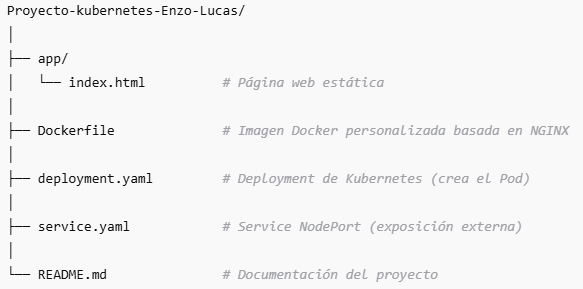 Proyecto-kubernetes-Enzo-Lucas/
│
├── app/
│   └── index.html          # Página web estática
│
├── Dockerfile              # Imagen Docker personalizada basada en NGINX
│
├── deployment.yaml         # Deployment de Kubernetes (crea el Pod)
│
├── service.yaml            # Service NodePort (exposición externa)
│
└── README.md               # Documentación del proyecto